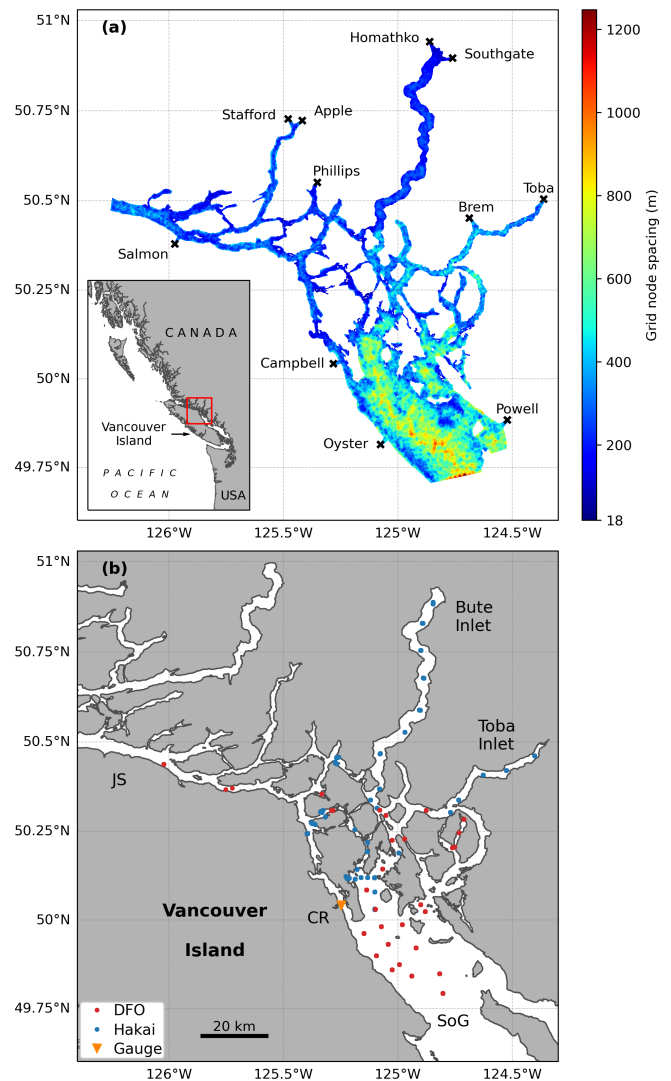 (a)
51°N
50.75°N
50.5°N
50.25°N
50°N
49.75°N
Homathko
Southgate
Stafford
Apple
Phillips
Toba
Brem
Salmon
Campbell
Powell
Oyster
CANADA
Vancouver
Island
PACIFIC
OCEAN
USA
126°W
125.5°W
125°W
124.5°W
1200
1000
800
600
400
200
18
Grid node spacing (m)
(b)
51°N
50.75°N
50.5°N
50.25°N
50°N
49.75°N
Bute
Inlet
Toba
Inlet
JS
CR
Vancouver
Island
SoG
DFO
Hakai
Gauge
20 km
126°W
125.5°W
125°W
124.5°W